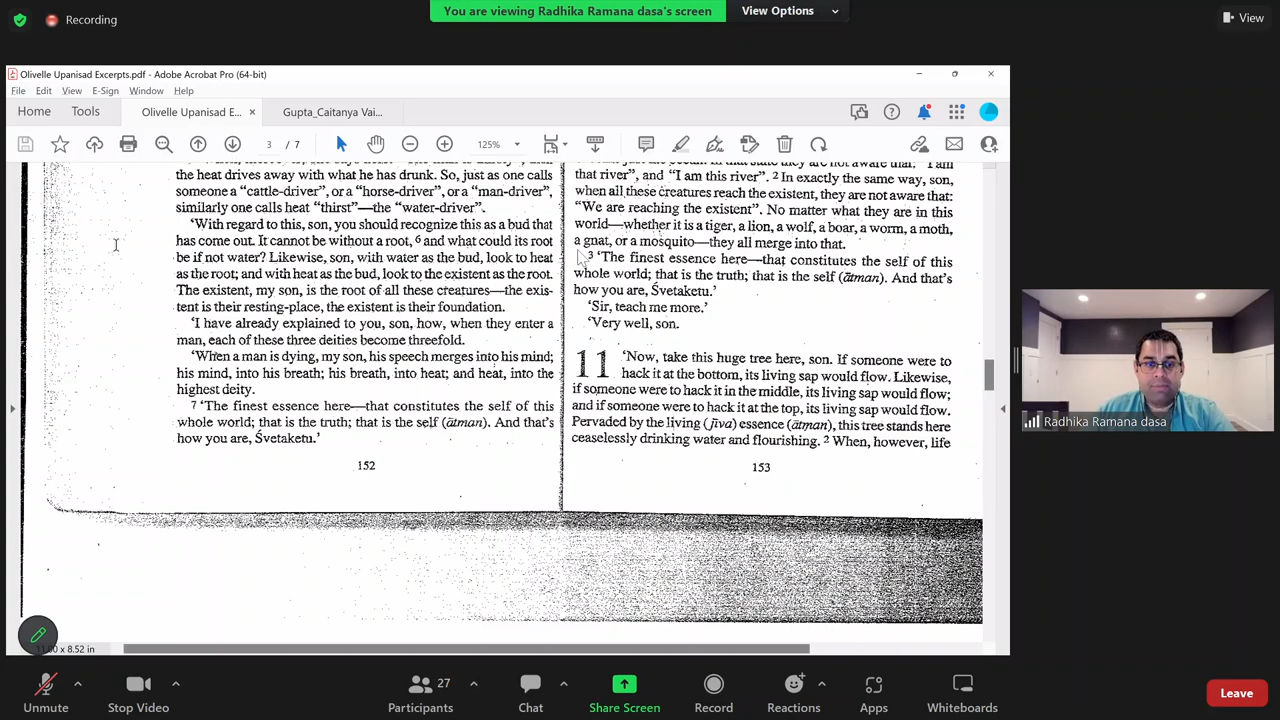 Recording
You are viewing Radhika Ramana dasa's screen
View Options
View
Olivelle Upanisad Excerpts.pdf - Adobe Acrobat Pro (64-bit)
File Edit View E-Sign Window Help
Home Tools Olivelle Upanisad E... × Gupta_Caitanya Vai...
3 / 7 125%
the heat drives away with what he has drunk. So, just as one calls
someone a “cattle-driver”, or a “horse-driver”, or a “man-driver”,
similarly one calls heat “thirst”—the “water-driver”.
‘With regard to this, son, you should recognize this as a bud that
has come out. It cannot be without a root, 6 and what could its root
be if not water? Likewise, son, with water as the bud, look to heat
as the root; and with heat as the bud, look to the existent as the root.
The existent, my son, is the root of all these creatures—the exis-
tent is their resting-place, the existent is their foundation.
‘I have already explained to you, son, how, when they enter a
man, each of these three deities become threefold.
‘When a man is dying, my son, his speech merges into his mind;
his mind, into his breath; his breath, into heat; and heat, into the
highest deity.
7 ‘The finest essence here—that constitutes the self of this
whole world; that is the truth; that is the self (ātman). And that’s
how you are, Śvetaketu.’
152
that river”, and “I am this river”. 2 In exactly the same way, son,
when all these creatures reach the existent, they are not aware that:
“We are reaching the existent”. No matter what they are in this
world—whether it is a tiger, a lion, a wolf, a boar, a worm, a moth,
a gnat, or a mosquito—they all merge into that.
3 ‘The finest essence here—that constitutes the self of this
whole world; that is the truth; that is the self (ātman). And that’s
how you are, Śvetaketu.’
‘Sir, teach me more.’
‘Very well, son.
11 ‘Now, take this huge tree here, son. If someone were to
hack it at the bottom, its living sap would flow. Likewise,
if someone were to hack it in the middle, its living sap would flow;
and if someone were to hack it at the top, its living sap would flow.
Pervaded by the living (jīva) essence (ātman), this tree stands here
ceaselessly drinking water and flourishing. 2 When, however, life
153
Radhika Ramana dasa
x 8.52 in
Unmute Stop Video Participants 27 Chat Share Screen Record Reactions Apps Whiteboards Leave